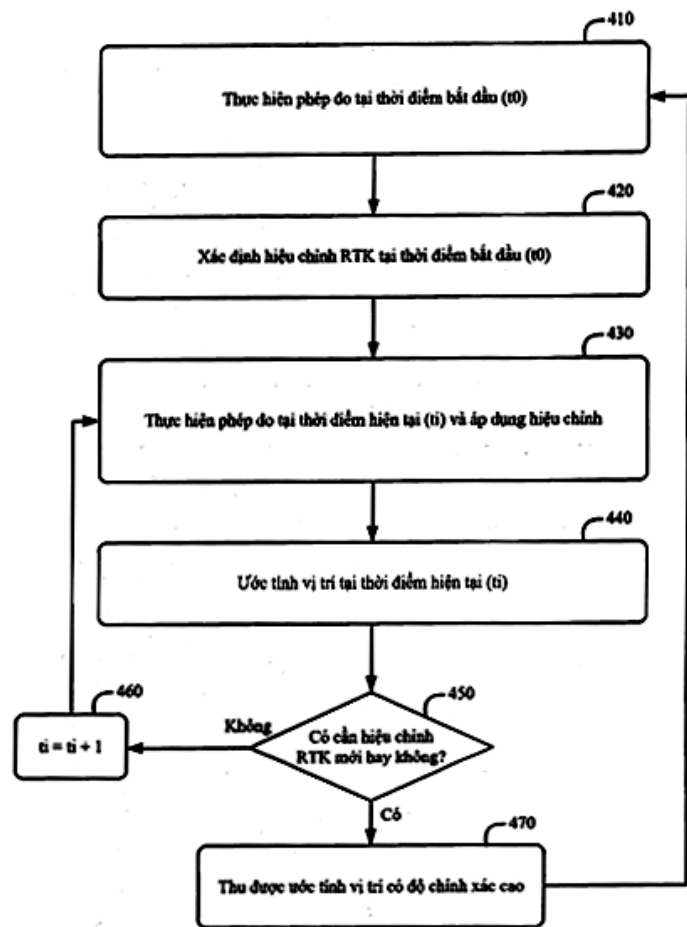 410
Thực hiện phép đo tại thời điểm bắt đầu (t0)
420
Xác định hiệu chỉnh RTK tại thời điểm bắt đầu (t0)
430
Thực hiện phép đo tại thời điểm hiện tại (ti) và áp dụng hiệu chỉnh
440
Ước tính vị trí tại thời điểm hiện tại (ti)
450
Có cần hiệu chỉnh
RTK mới hay không?
Không
460
ti = ti + 1
Có
470
Thu được ước tính vị trí có độ chính xác cao